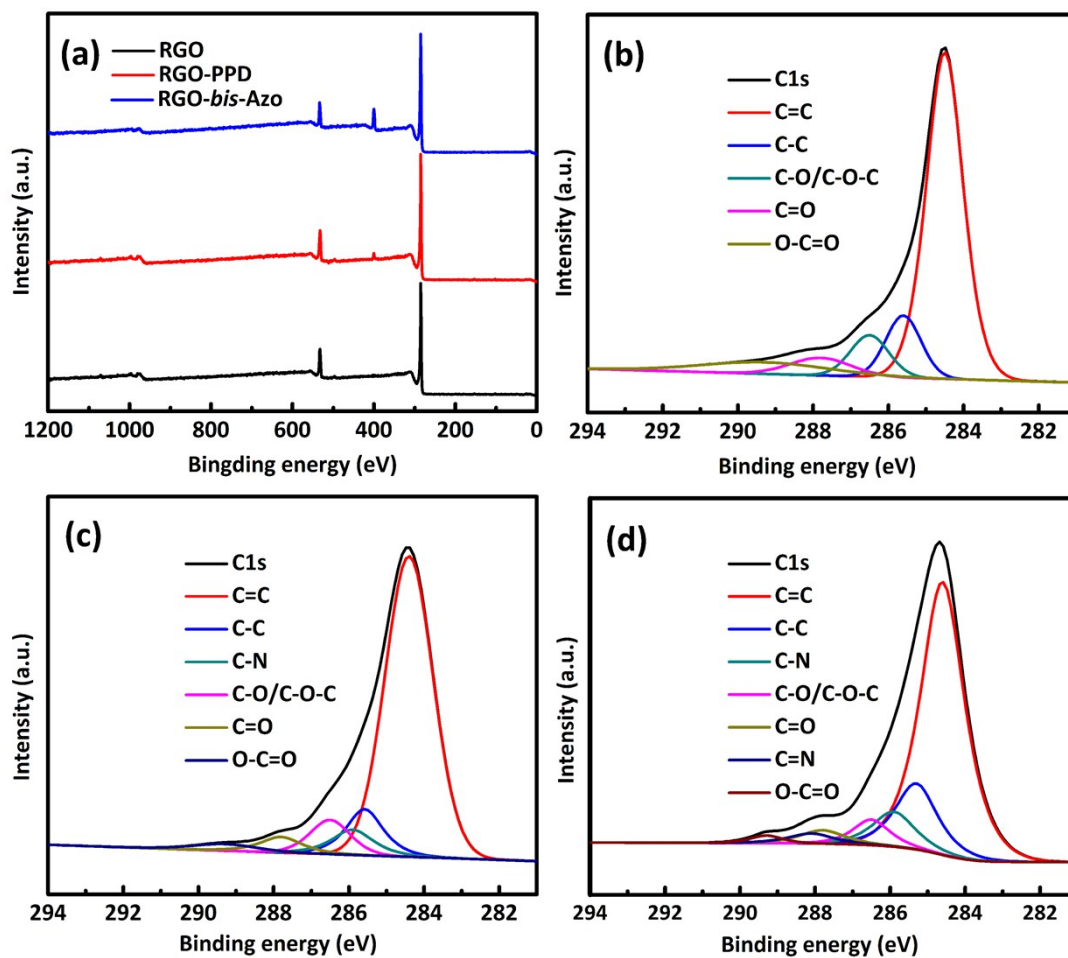 (a)
RGO
RGO-PPD
RGO-bis-Azo
Intensity (a.u.)
1200 1000 800 600 400 200 0
Bingding energy (eV)
(b)
C1s
C=C
C-C
C-O/C-O-C
C=O
O-C=O
Intensity (a.u.)
294 292 290 288 286 284 282
Binding energy (eV)
(c)
C1s
C=C
C-C
C-N
C-O/C-O-C
C=O
O-C=O
Intensity (a.u.)
294 292 290 288 286 284 282
Binding energy (eV)
(d)
C1s
C=C
C-C
C-N
C-O/C-O-C
C=O
C=N
O-C=O
Intensity (a.u.)
294 292 290 288 286 284 282
Binding energy (eV)